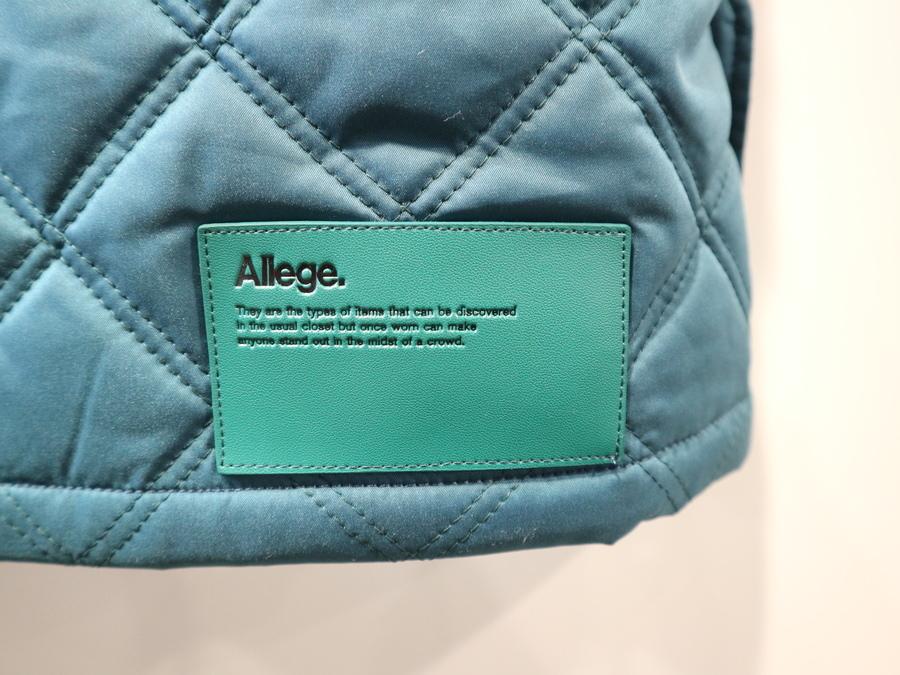 Allege.
They are the types of items that can be discovered
in the usual closet but once worn can make
anyone stand out in the midst of a crowd.